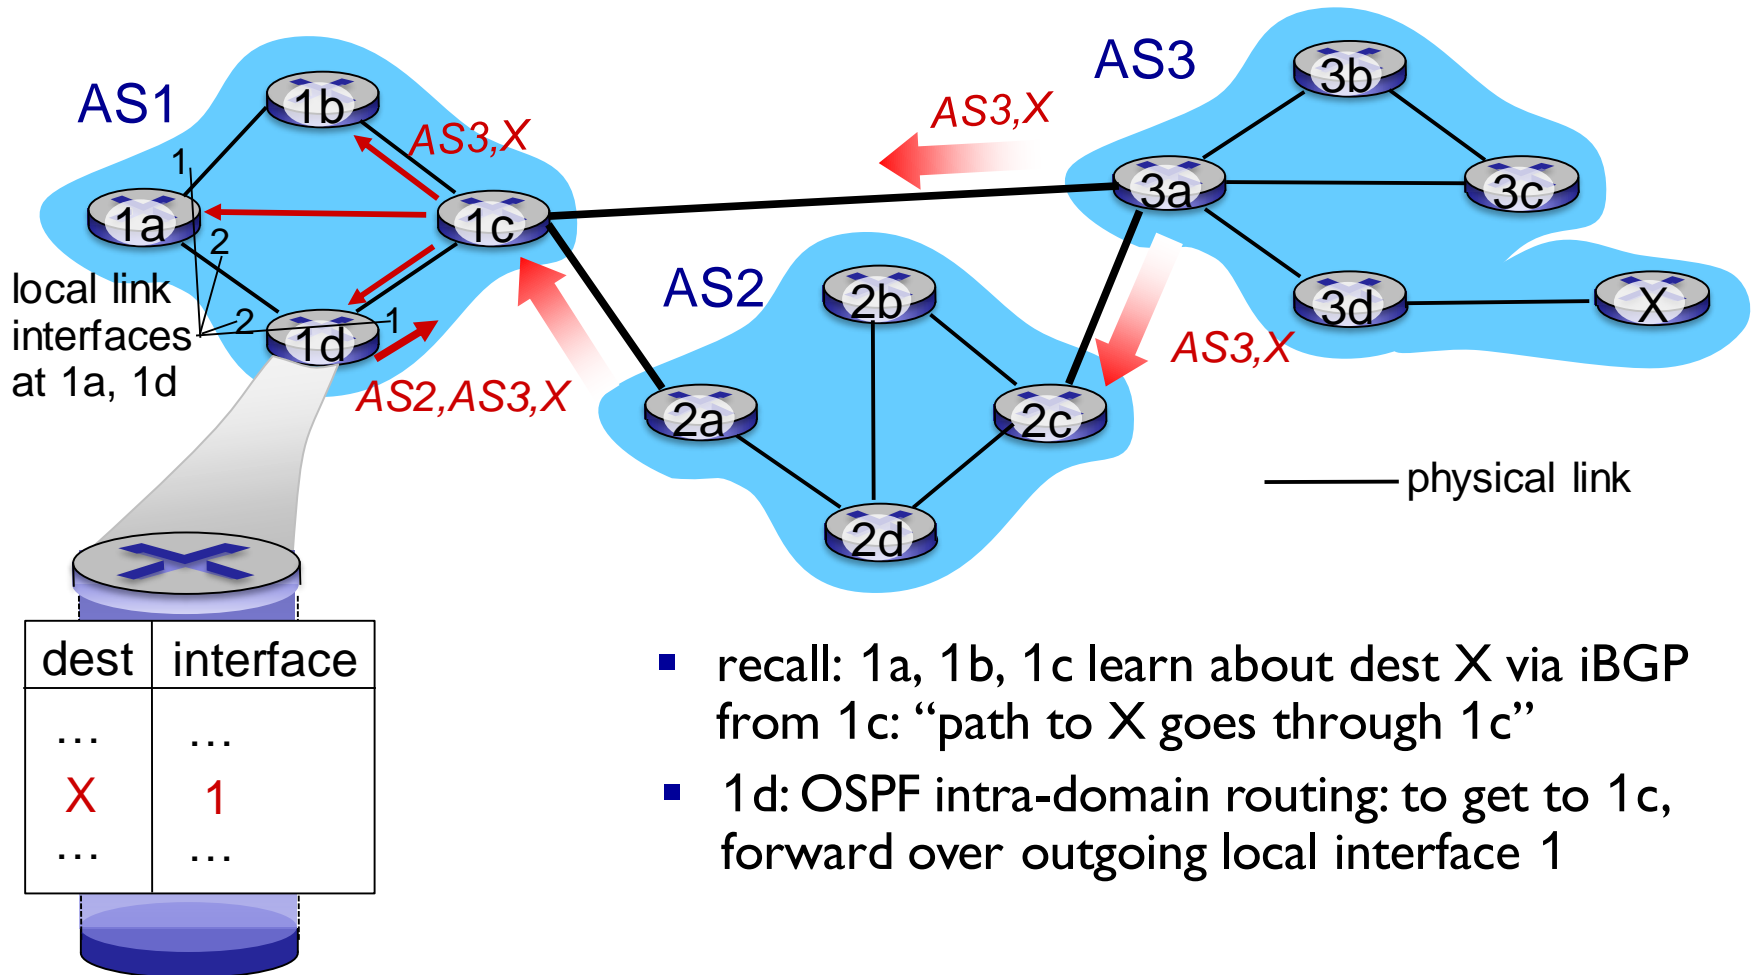 AS1
AS3
AS2
1b
1a
1c
1d
3b
3a
3c
3d
X
2b
2a
2c
2d
AS3,X
AS3,X
AS3,X
AS2,AS3,X
1
2
2
1
local link
interfaces
at 1a, 1d
physical link
dest interface
... ...
X 1
... ...
▪ recall: 1a, 1b, 1c learn about dest X via iBGP
from 1c: “path to X goes through 1c”
▪ 1d: OSPF intra-domain routing: to get to 1c,
forward over outgoing local interface 1